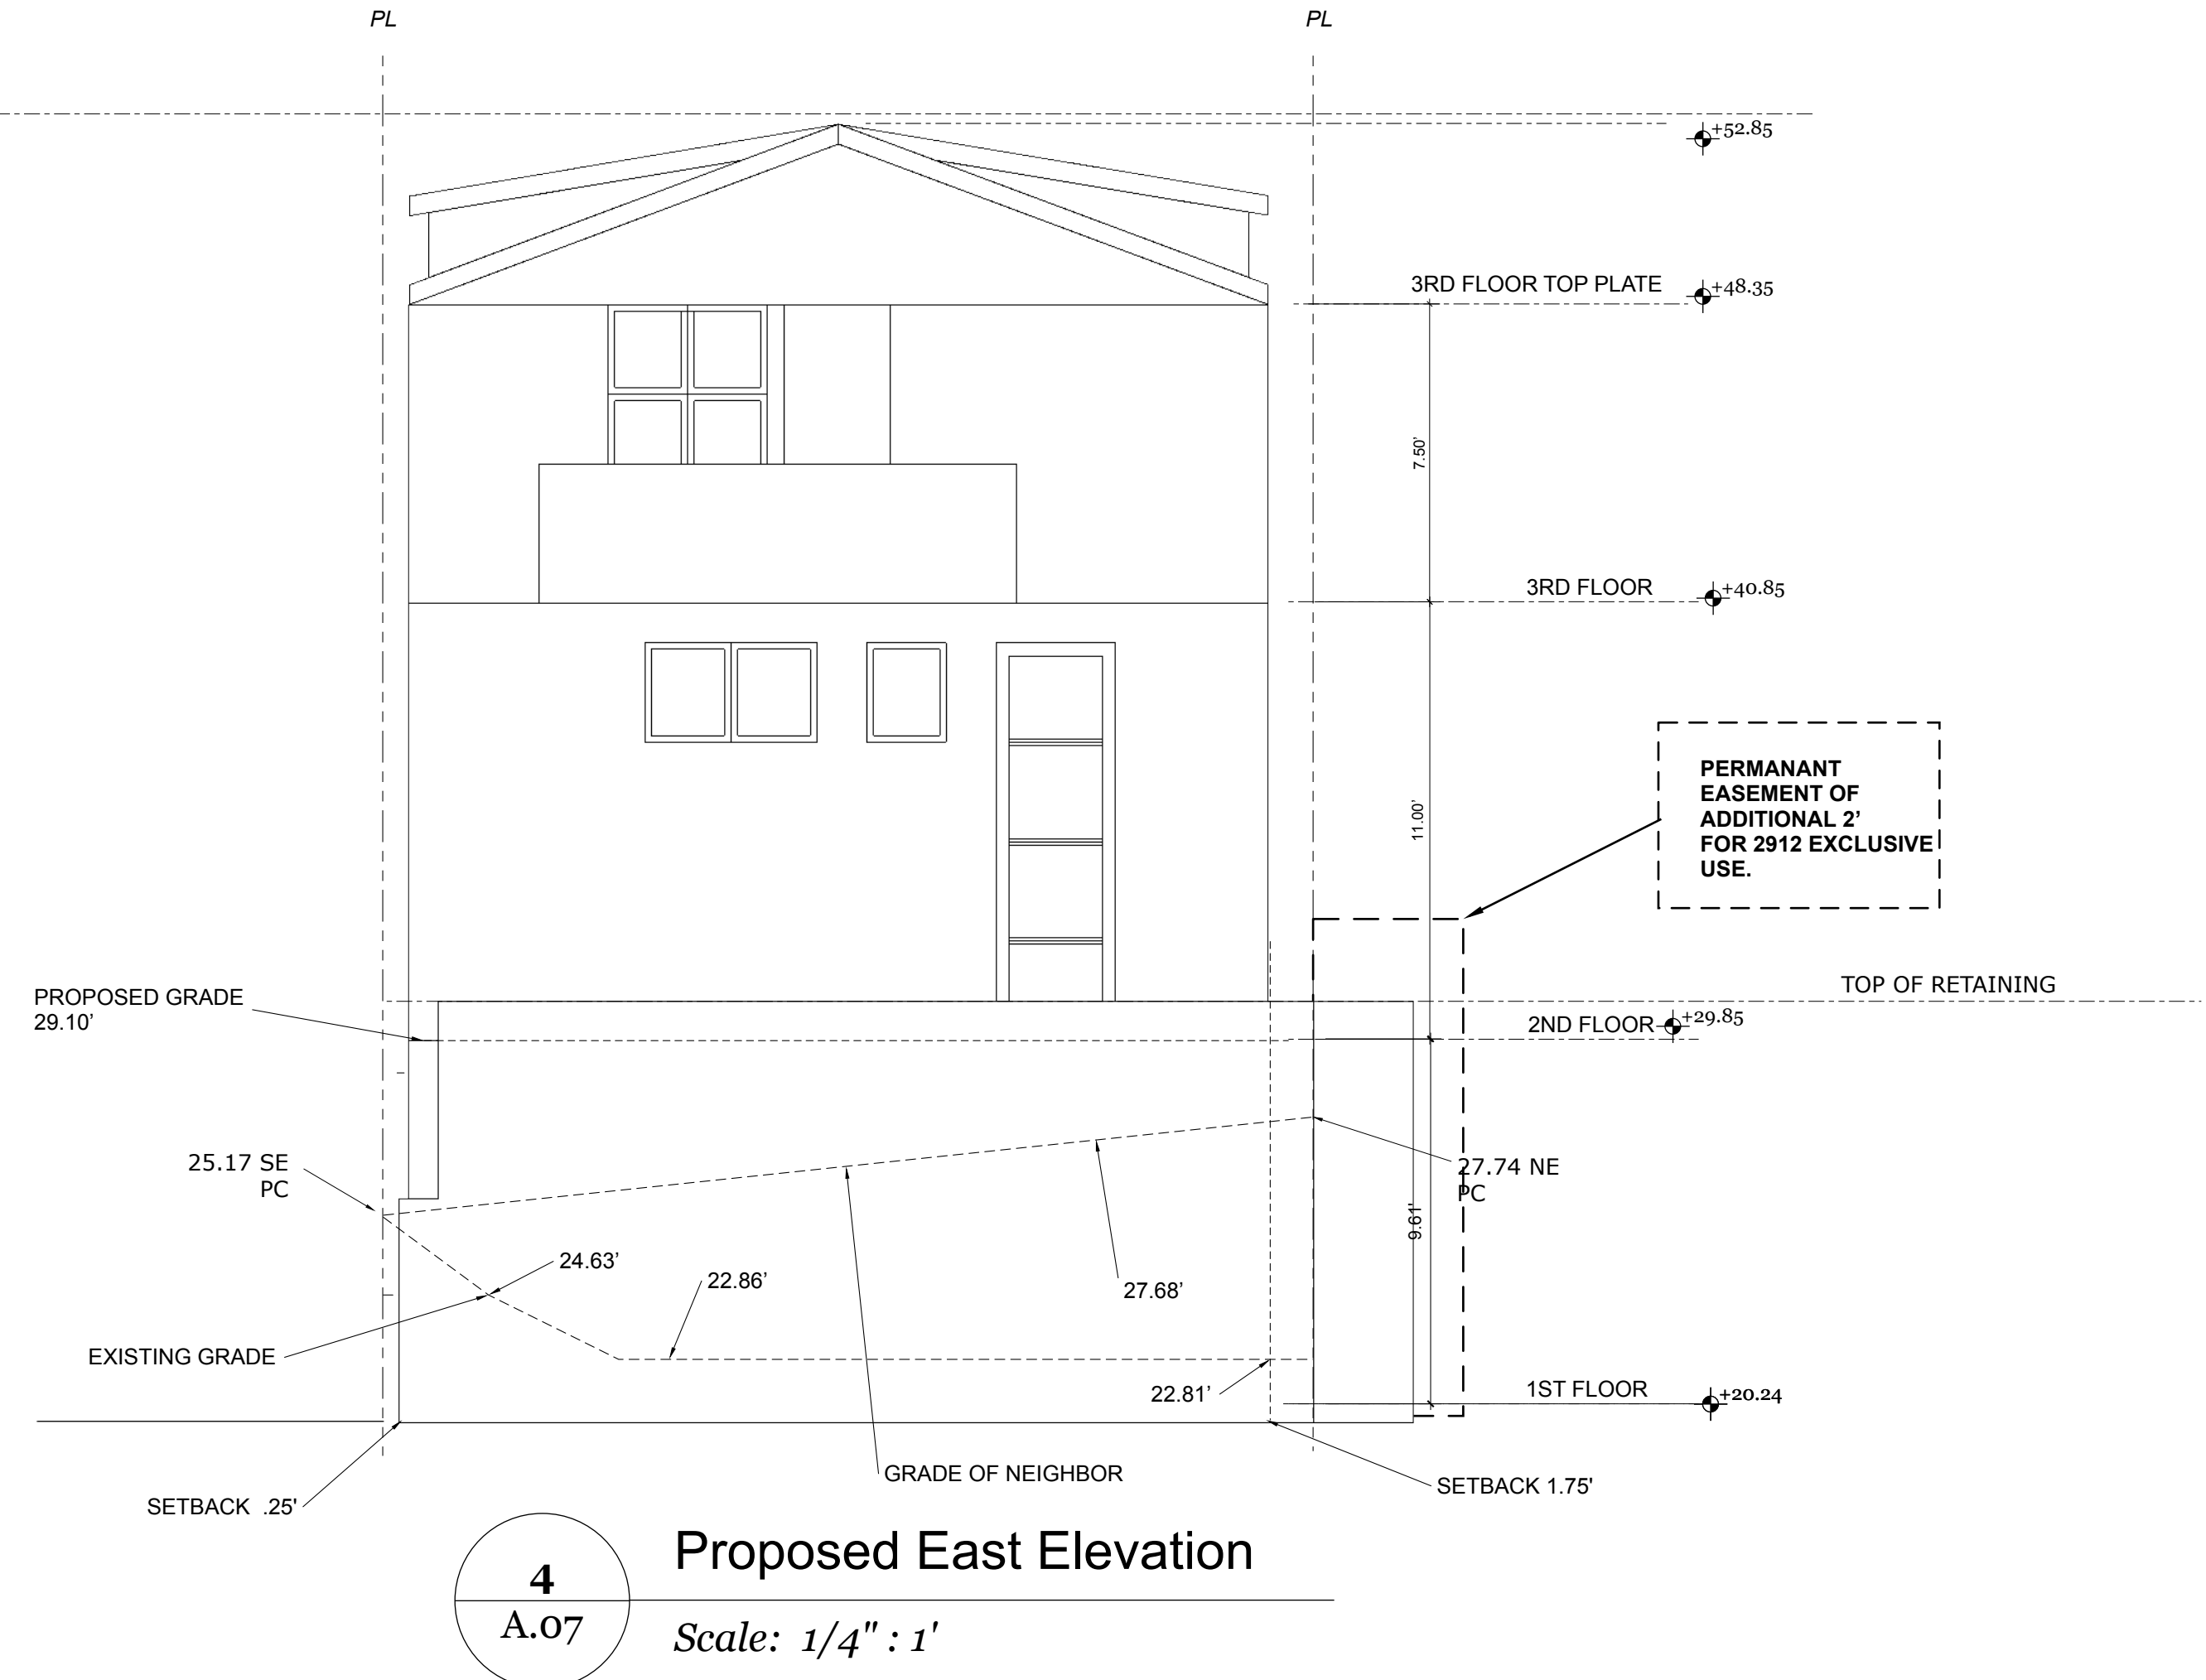 PL
PL
+52.85
3RD FLOOR TOP PLATE
+48.35
7.50'
3RD FLOOR
+40.85
PERMANANT
EASEMENT OF
ADDITIONAL 2'
FOR 2912 EXCLUSIVE
USE.
11.00'
PROPOSED GRADE
29.10'
TOP OF RETAINING
2ND FLOOR
+29.85
25.17 SE
PC
27.74 NE
PC
9.61'
24.63'
22.86'
27.68'
EXISTING GRADE
22.81'
1ST FLOOR
+20.24
GRADE OF NEIGHBOR
SETBACK 1.75'
SETBACK .25'
4
A.07
Proposed East Elevation
Scale: 1/4" : 1'